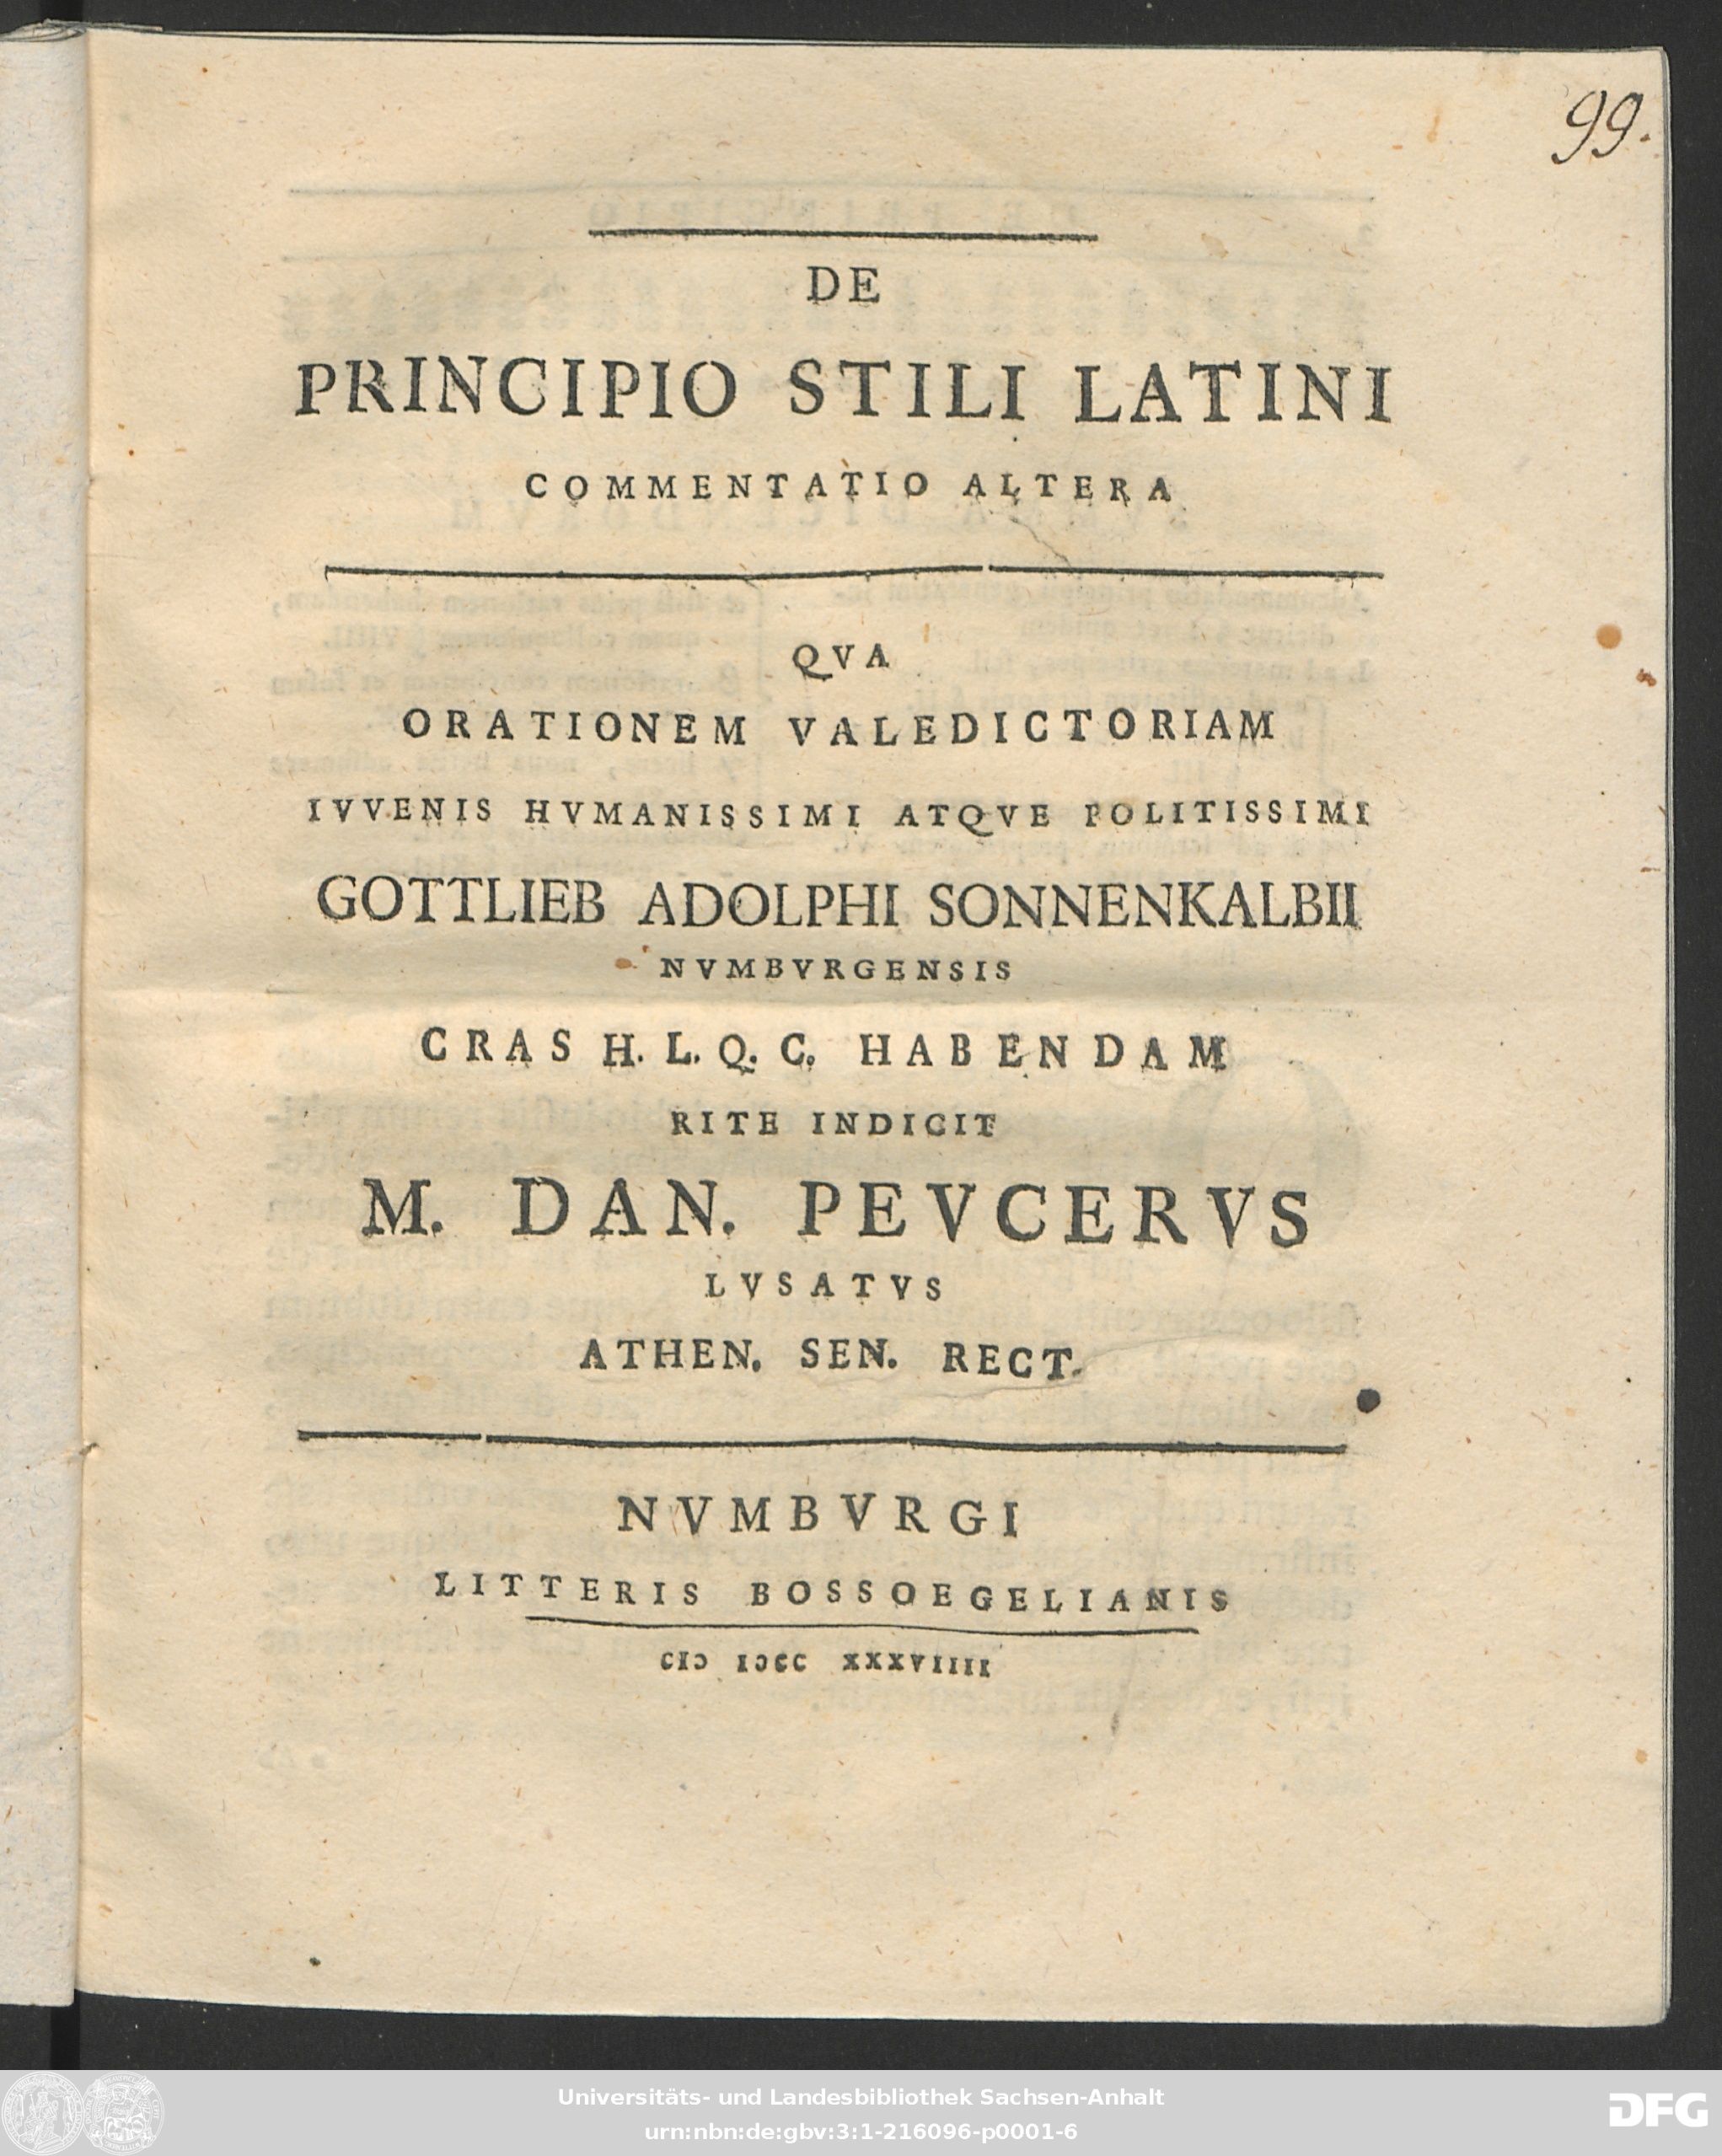 99.
DE
PRINCIPIO STILI LATINI
COMMENTATIO ALTERA
QVA
ORATIONEM VALEDICTORIAM
IVVENIS HVMANISSIMI ATQVE POLITISSIMI
GOTTLIEB ADOLPHI SONNENKALBII
NVMBVRGENSIS
CRAS H. L. Q. C. HABENDAM
RITE INDICIT
M. DAN. PEVCERVS
LVSATVS
ATHEN. SEN. RECT.
NVMBVRGI
LITTERIS BOSSOEGELIANIS
CIↃ IↃCC XXXVIIII
Universitäts- und Landesbibliothek Sachsen-Anhalt
urn:nbn:de:gbv:3:1-216096-p0001-6
DFG